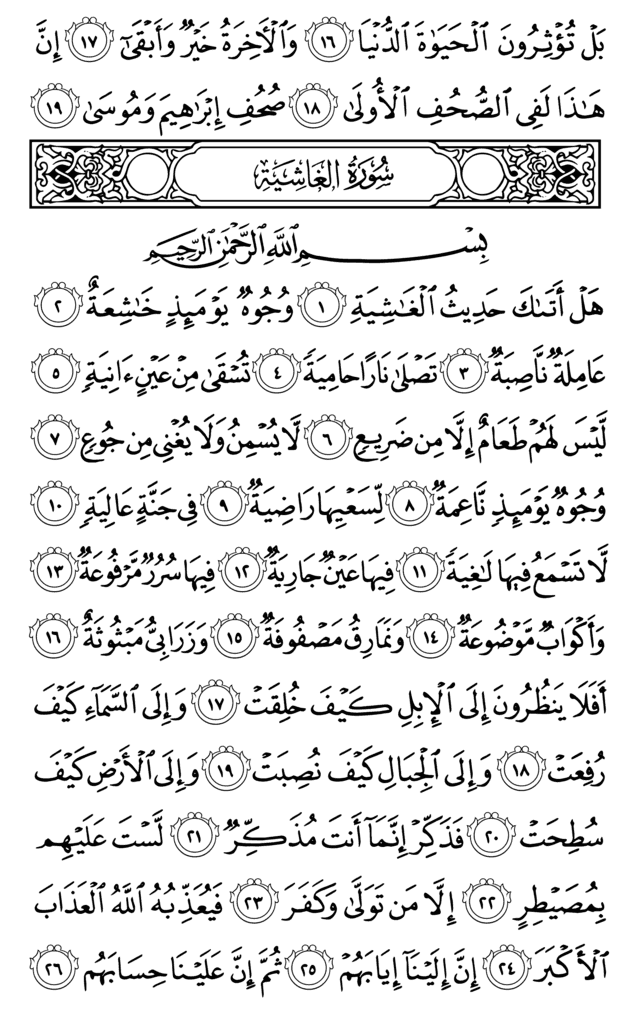 بَلۡ تُؤۡثِرُونَ ٱلۡحَيَوٰةَ ٱلدُّنۡيَا ١٦ وَٱلۡأٓخِرَةُ خَيۡرٞ وَأَبۡقَىٰٓ ١٧ إِنَّ
هَٰذَا لَفِي ٱلصُّحُفِ ٱلۡأُولَىٰ ١٨ صُحُفِ إِبۡرَٰهِيمَ وَمُوسَىٰ ١٩
سُورَةُ الغَاشِيَةِ
بِسۡمِ ٱللَّهِ ٱلرَّحۡمَٰنِ ٱلرَّحِيمِ
هَلۡ أَتَىٰكَ حَدِيثُ ٱلۡغَٰشِيَةِ ١ وُجُوهٞ يَوۡمَئِذٍ خَٰشِعَةٌ ٢
عَامِلَةٞ نَّاصِبَةٞ ٣ تَصۡلَىٰ نَارًا حَامِيَةٗ ٤ تُسۡقَىٰ مِنۡ عَيۡنٍ ءَانِيَةٖ ٥
لَّيۡسَ لَهُمۡ طَعَامٌ إِلَّا مِن ضَرِيعٖ ٦ لَّا يُسۡمِنُ وَلَا يُغۡنِي مِن جُوعٖ ٧
وُجُوهٞ يَوۡمَئِذٖ نَّاعِمَةٞ ٨ لِّسَعۡيِهَا رَاضِيَةٞ ٩ فِي جَنَّةٍ عَالِيَةٖ ١٠
لَّا تَسۡمَعُ فِيهَا لَٰغِيَةٗ ١١ فِيهَا عَيۡنٞ جَارِيَةٞ ١٢ فِيهَا سُرُرٞ مَّرۡفُوعَةٞ ١٣
وَأَكۡوَابٞ مَّوۡضُوعَةٞ ١٤ وَنَمَارِقُ مَصۡفُوفَةٞ ١٥ وَزَرَابِيُّ مَبۡثُوثَةٌ ١٦
أَفَلَا يَنظُرُونَ إِلَى ٱلۡإِبِلِ كَيۡفَ خُلِقَتۡ ١٧ وَإِلَى ٱلسَّمَآءِ كَيۡفَ
رُفِعَتۡ ١٨ وَإِلَى ٱلۡجِبَالِ كَيۡفَ نُصِبَتۡ ١٩ وَإِلَى ٱلۡأَرۡضِ كَيۡفَ
سُطِحَتۡ ٢٠ فَذَكِّرۡ إِنَّمَآ أَنتَ مُذَكِّرٞ ٢١ لَّسۡتَ عَلَيۡهِم
بِمُصَيۡطِرٍ ٢٢ إِلَّا مَن تَوَلَّىٰ وَكَفَرَ ٢٣ فَيُعَذِّبُهُ ٱللَّهُ ٱلۡعَذَابَ
ٱلۡأَكۡبَرَ ٢٤ إِنَّ إِلَيۡنَآ إِيَابَهُمۡ ٢٥ ثُمَّ إِنَّ عَلَيۡنَا حِسَابَهُم ٢٦